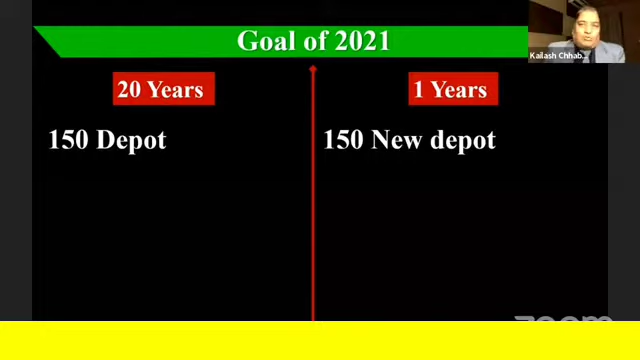 Goal of 2021
Kailash Chhab...
20 Years
1 Years
150 Depot
150 New depot
zoom